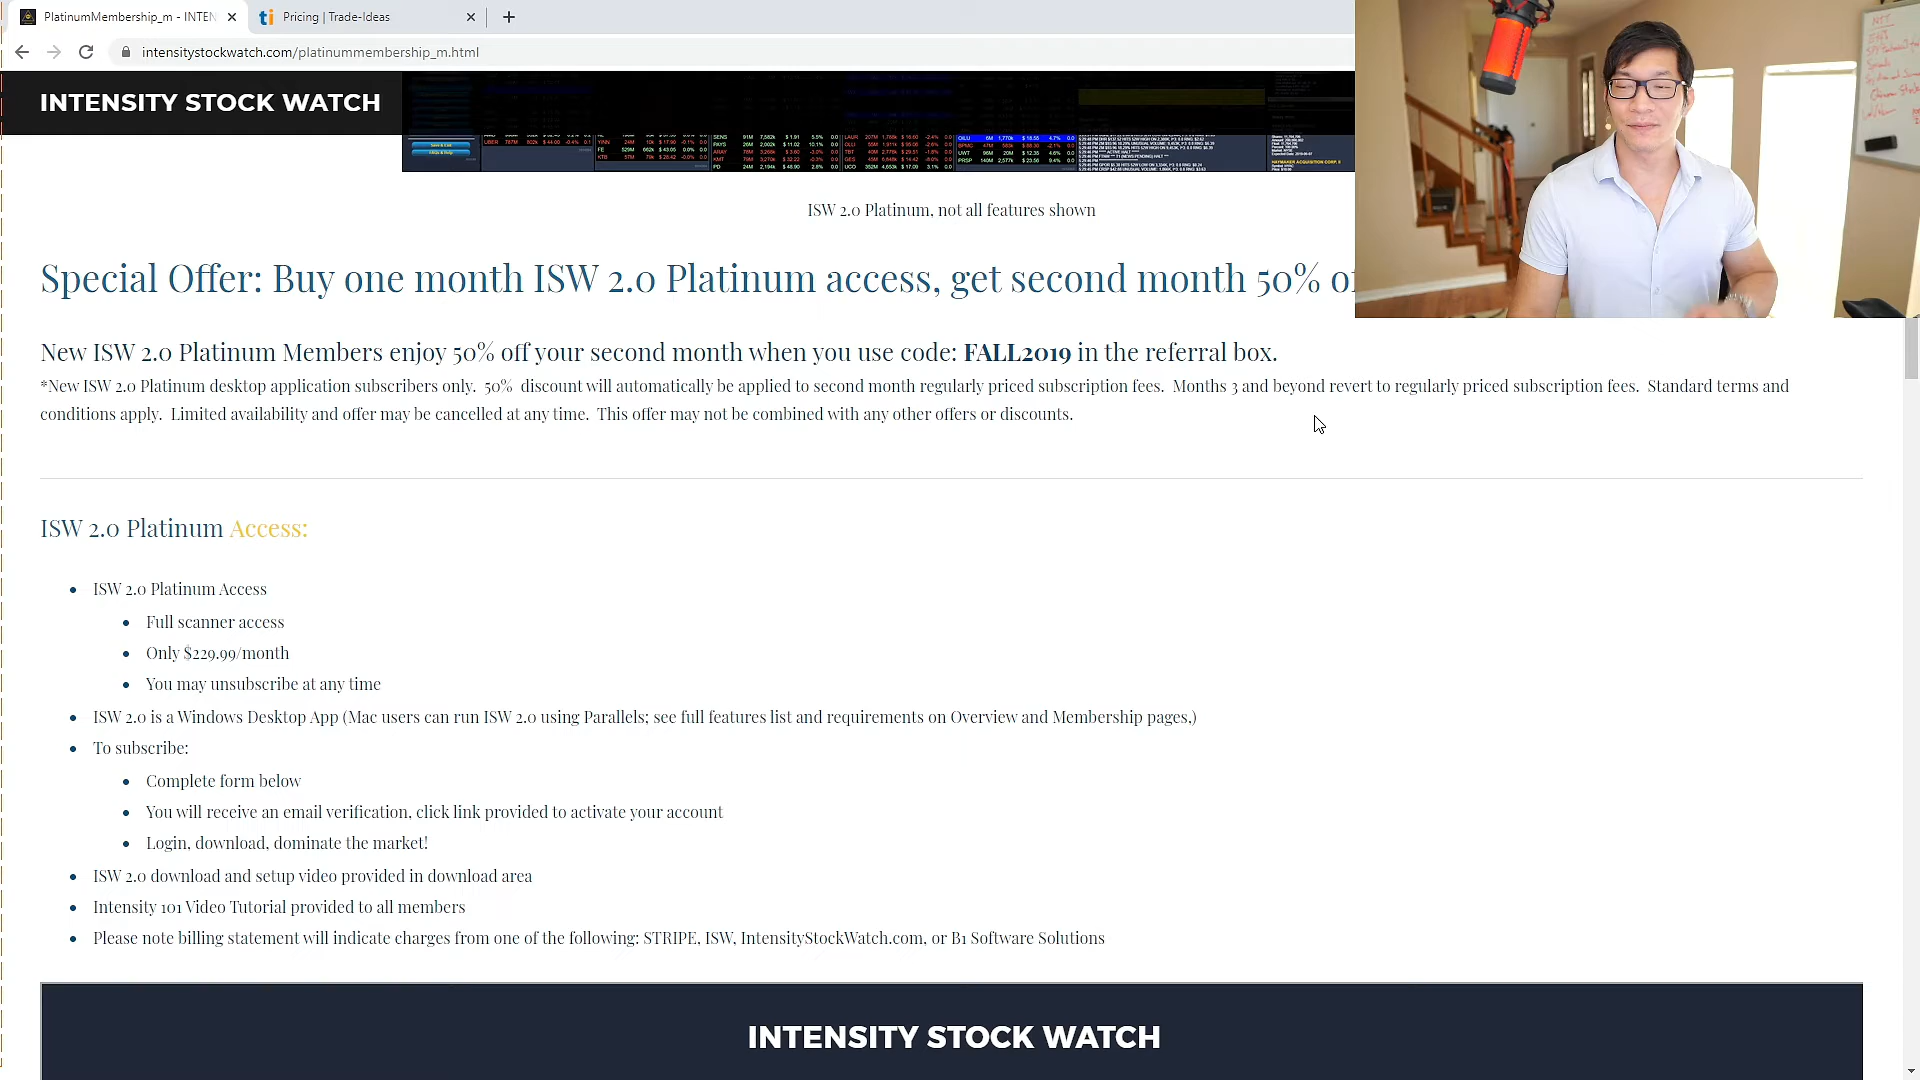 PlatinumMembership_m - INTEN
Pricing | Trade-Ideas
intensitystockwatch.com/platinummembership_m.html
INTENSITY STOCK WATCH
ISW 2.0 Platinum, not all features shown
Special Offer: Buy one month ISW 2.0 Platinum access, get second month 50% o
New ISW 2.0 Platinum Members enjoy 50% off your second month when you use code: FALL2019 in the referral box.
*New ISW 2.0 Platinum desktop application subscribers only. 50% discount will automatically be applied to second month regularly priced subscription fees. Months 3 and beyond revert to regularly priced subscription fees. Standard terms and
conditions apply. Limited availability and offer may be cancelled at any time. This offer may not be combined with any other offers or discounts.
ISW 2.0 Platinum Access:
ISW 2.0 Platinum Access
Full scanner access
Only $229.99/month
You may unsubscribe at any time
ISW 2.0 is a Windows Desktop App (Mac users can run ISW 2.0 using Parallels; see full features list and requirements on Overview and Membership pages,)
To subscribe:
Complete form below
You will receive an email verification, click link provided to activate your account
Login, download, dominate the market!
ISW 2.0 download and setup video provided in download area
Intensity 101 Video Tutorial provided to all members
Please note billing statement will indicate charges from one of the following: STRIPE, ISW, IntensityStockWatch.com, or B1 Software Solutions
INTENSITY STOCK WATCH